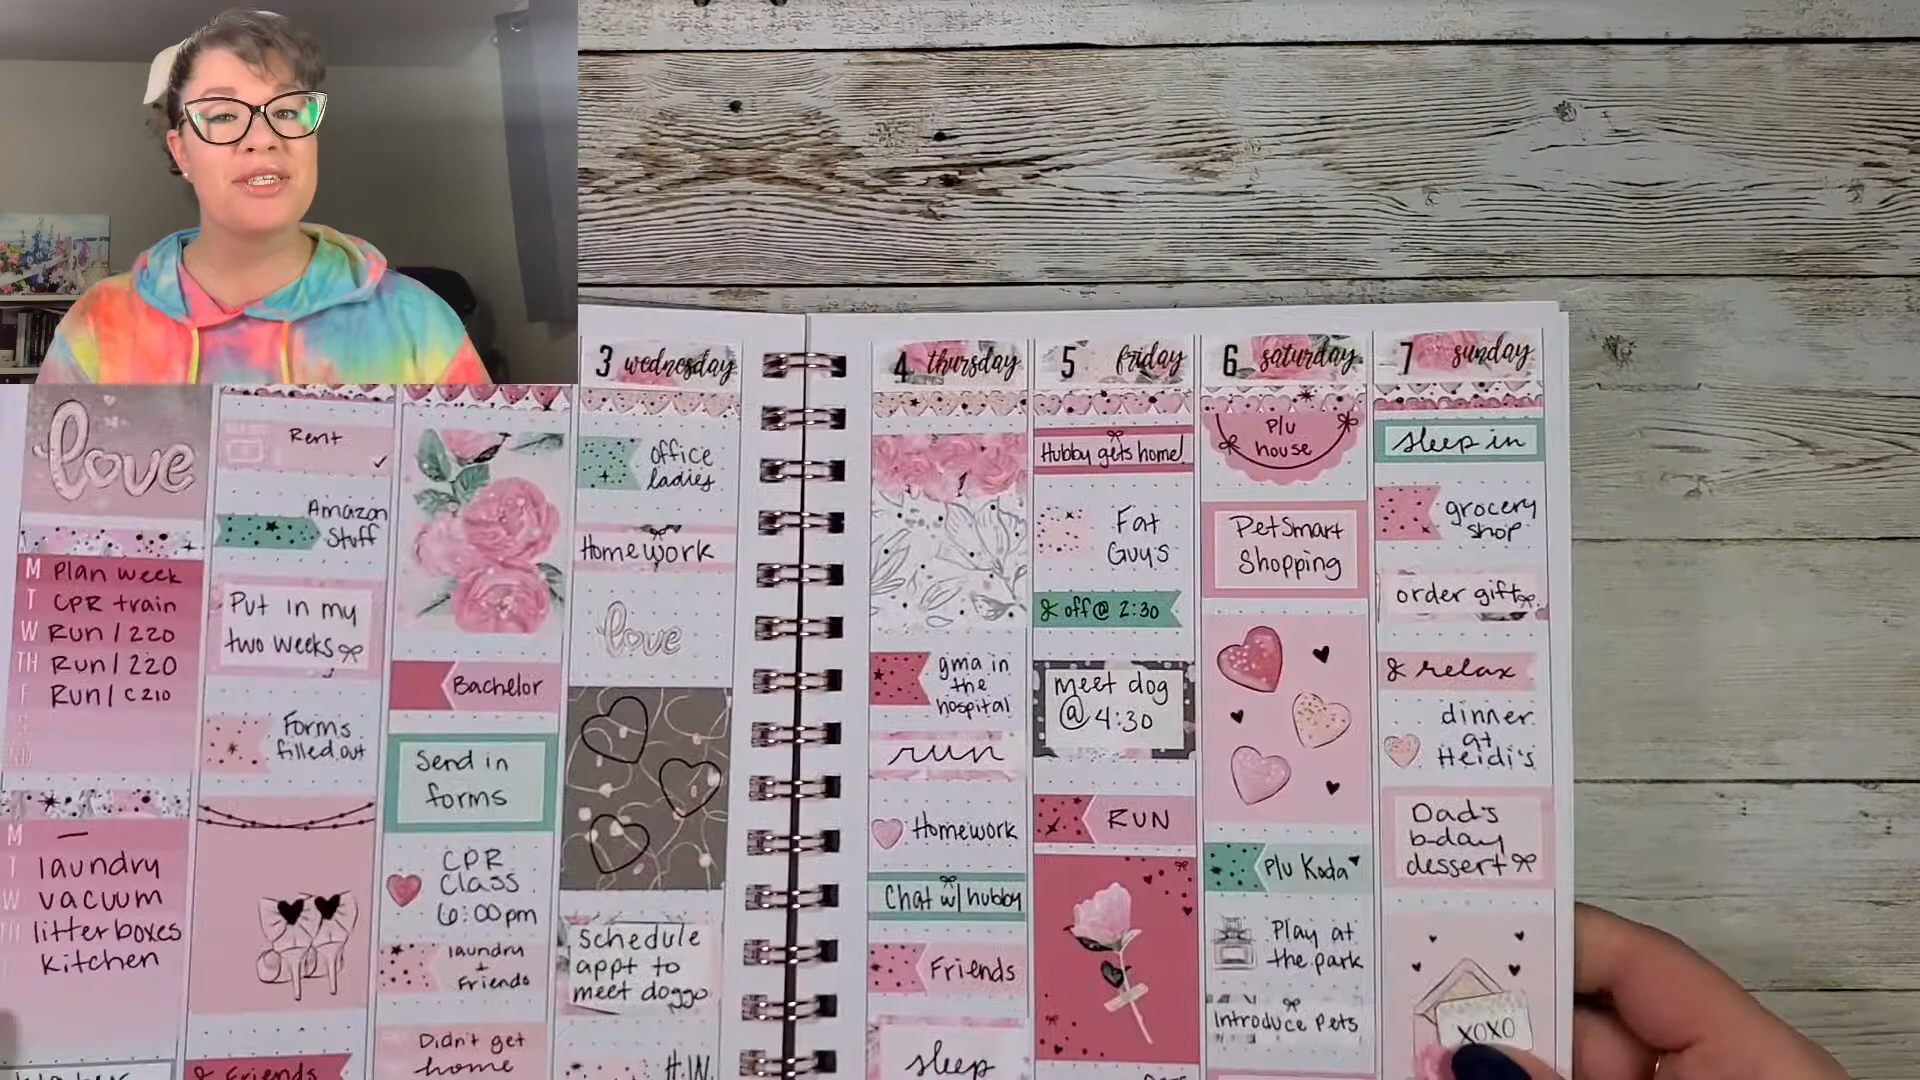 love
M Plan week
T CPR train
W Run / 220
TH Run / 220
F Run / C210
M —
T laundry
W vacuum
litterboxes
kitchen
Rent
Amazon
Stuff
Put in my
two weeks
Forms
filled out
& Friends
Bachelor
Send in
forms
CPR
Class
6:00pm
laundry
+
Friends
Didn't get
home
3 wednesday
office
ladies
Homework
love
Schedule
appt to
meet doggo
H.W.
4 thursday
gma in
the
hospital
run
Homework
Chat w/ hubby
Friends
sleep
5 friday
Hubby gets home!
Fat
Guy's
& off @ 2:30
meet dog
@ 4:30
RUN
6 saturday
P/u
house
PetSmart
Shopping
P/u Koda
Play at
the park
Introduce Pets
7 sunday
sleep in
grocery
shop
order gift
& relax
dinner
at
Heidi's
Dad's
b-day
dessert
XOXO